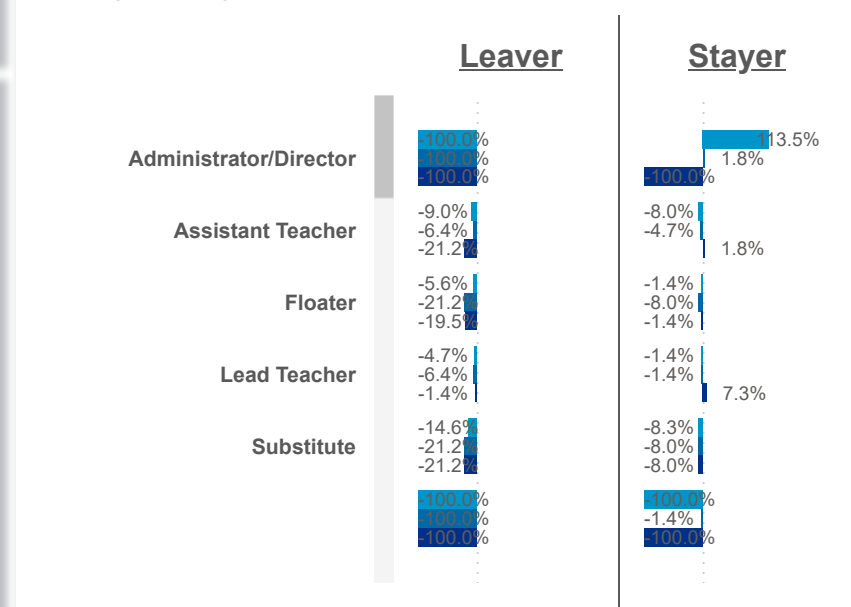 Leaver Stayer
-100.0% 113.5%
Administrator/Director -100.0% 1.8%
-100.0% -100.0%
-9.0% -8.0%
Assistant Teacher -6.4% -4.7%
-21.2% 1.8%
-5.6% -1.4%
Floater -21.2% -8.0%
-19.5% -1.4%
-4.7% -1.4%
Lead Teacher -6.4% -1.4%
-1.4% 7.3%
-14.6% -8.3%
Substitute -21.2% -8.0%
-21.2% -8.0%
-100.0% -100.0%
-100.0% -1.4%
-100.0% -100.0%